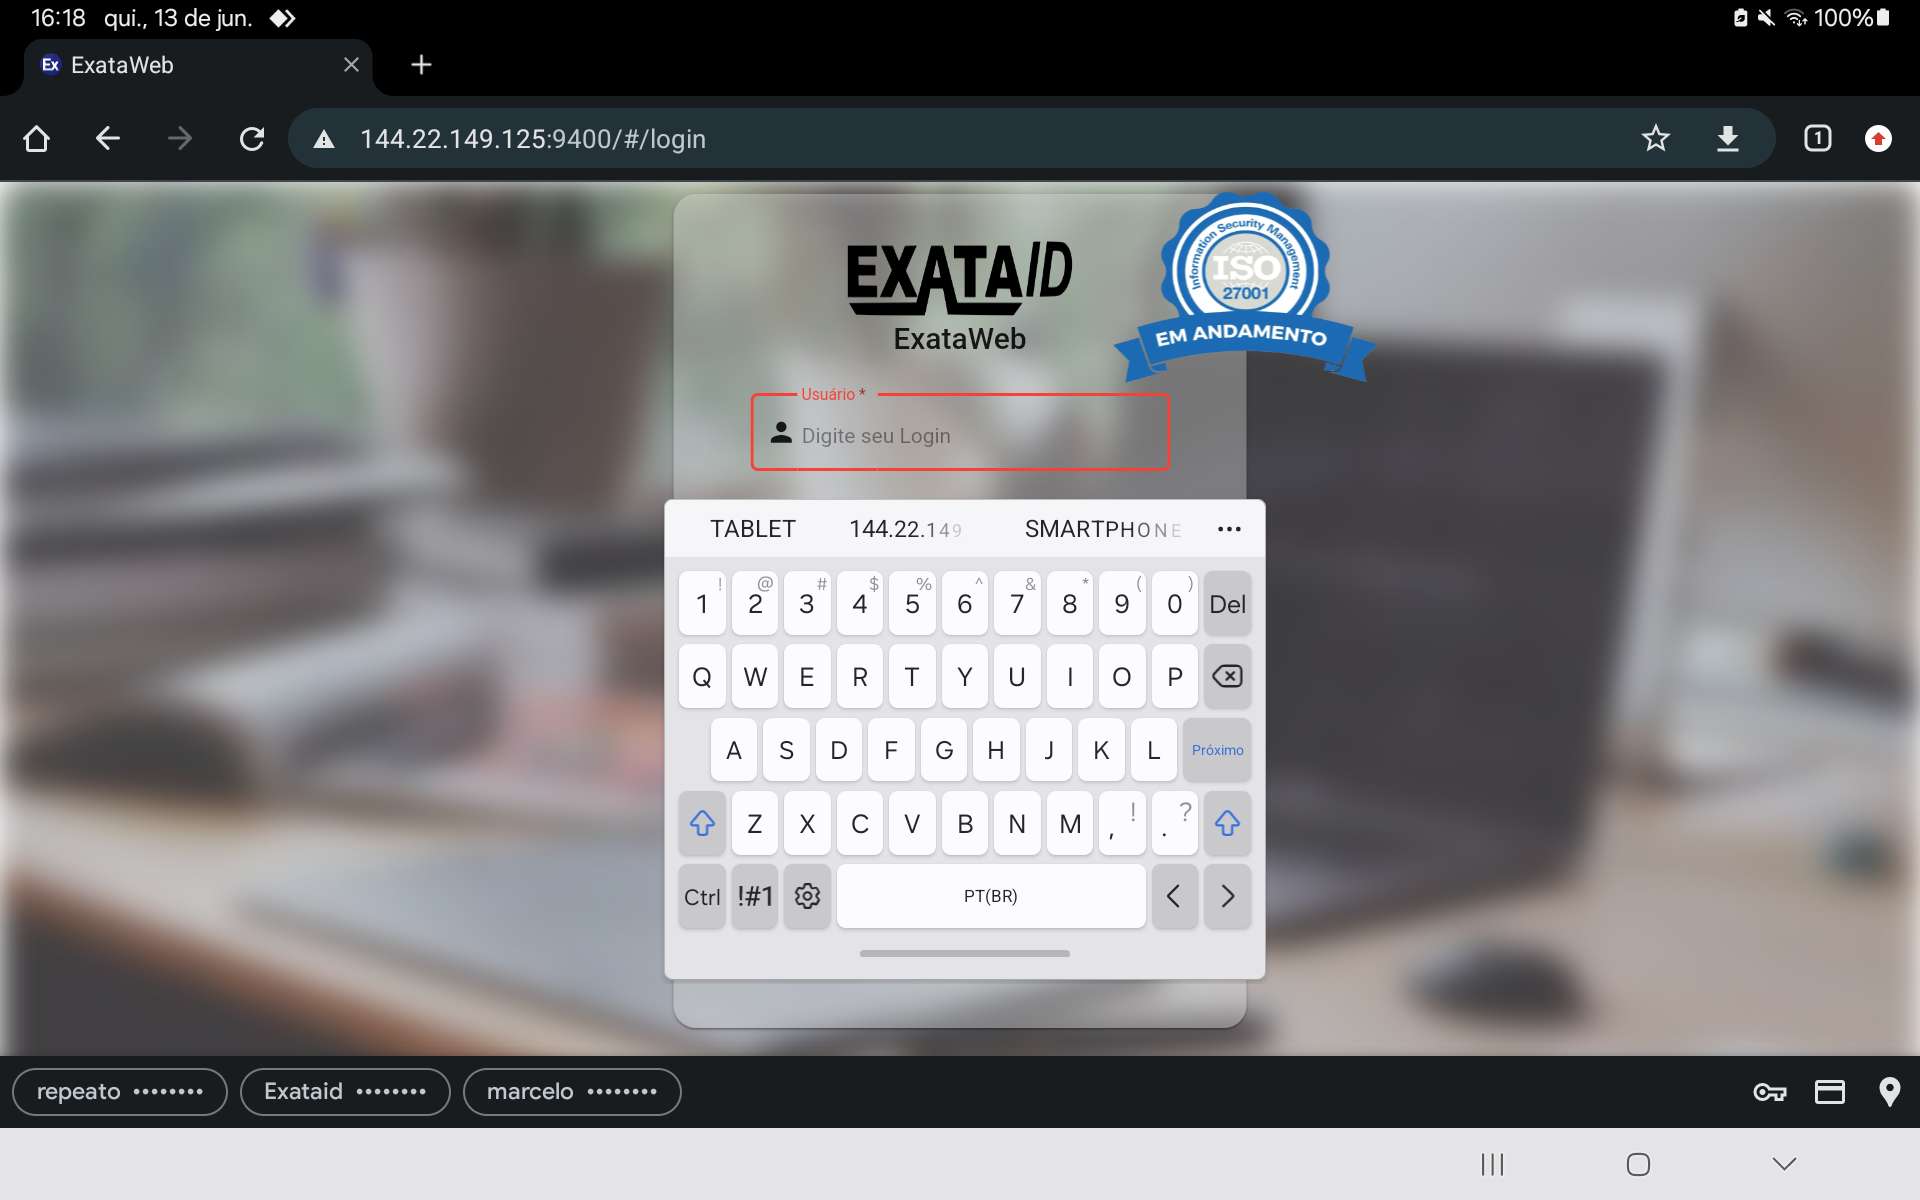 16:18 qui., 13 de jun.
100%
Ex ExataWeb
144.22.149.125:9400/#/login
1
EXATAID
ExataWeb
Information Security Management
ISO
27001
EM ANDAMENTO
Usuário *
Digite seu Login
TABLET 144.22.149 SMARTPHONE •••
! @ # $ % ^ & * ( )
1 2 3 4 5 6 7 8 9 0 Del
Q W E R T Y U I O P
A S D F G H J K L Próximo
Z X C V B N M , ! . ?
Ctrl !#1 PT(BR) < >
repeato •••••••• Exataid •••••••• marcelo ••••••••